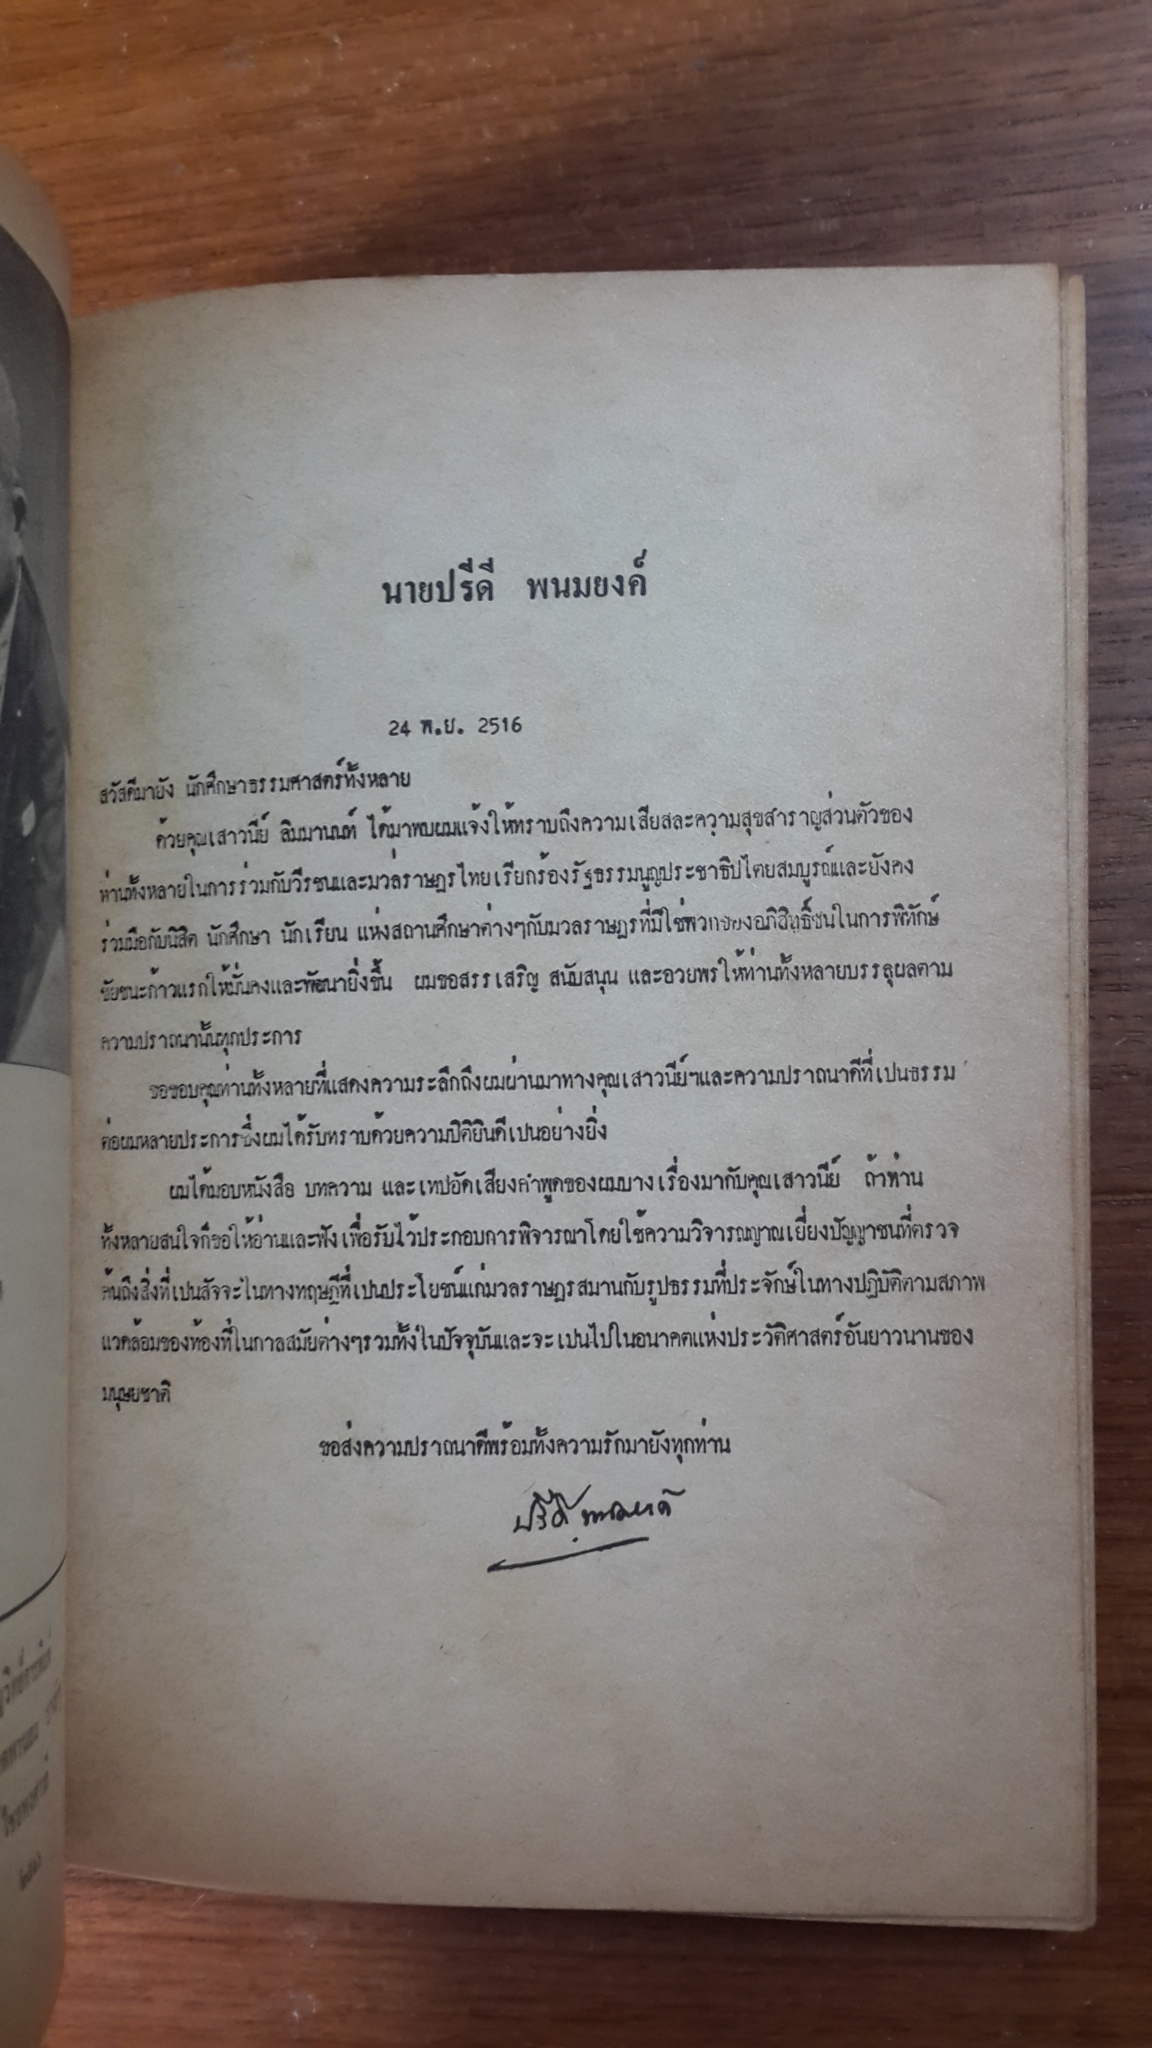 นายปรีดี พนมยงค์
24 พ.ย. 2516
สวัสดีมายัง นักศึกษาธรรมศาสตร์ทั้งหลาย
ด้วยคุณเสาวนีย์ ลิมมานนท์ ได้มาพบผมแจ้งให้ทราบถึงความเสียสละความสุขสำราญส่วนตัวของ
ท่านทั้งหลายในการร่วมกับวีรชนและมวลราษฎรไทยเรียกร้องรัฐธรรมนูญประชาธิปไตยสมบูรณ์และยังคง
ร่วมมือกับนิสิต นักศึกษา นักเรียน แห่งสถานศึกษาต่างๆกับมวลราษฎรที่มิใช่พวกของอภิสิทธิ์ชนในการพิทักษ์
ชัยชนะก้าวแรกให้มั่นคงและพัฒนายิ่งขึ้น ผมขอสรรเสริญ สนับสนุน และอวยพรให้ท่านทั้งหลายบรรลุผลตาม
ความปราถนานั้นทุกประการ
ขอขอบคุณท่านทั้งหลายที่แสดงความระลึกถึงผมผ่านมาทางคุณเสาวนีย์ฯและความปราถนาดีที่เปนธรรม
ต่อผมหลายประการซึ่งผมได้รับทราบด้วยความปิติยินดีเปนอย่างยิ่ง
ผมได้มอบหนังสือ บทความ และเทปอัดเสียงคำพูดของผมบางเรื่องมากับคุณเสาวนีย์ ถ้าท่าน
ทั้งหลายสนใจก็ขอให้อ่านและฟังเพื่อรับไว้ประกอบการพิจารณาโดยใช้ความวิจารณญาณเยี่ยงปัญญาชนที่ตรวจ
ค้นถึงสิ่งที่เปนสัจจะในทางทฤษฎีที่เปนประโยชน์แก่มวลราษฎรสมานกับรูปธรรมที่ประจักษ์ในทางปฏิบัติตามสภาพ
แวดล้อมของท้องที่ในกาลสมัยต่างๆรวมทั้งในปัจจุบันและจะเปนไปในอนาคตแห่งประวัติศาสตร์อันยาวนานของ
มนุษยชาติ
ขอส่งความปราถนาดีพร้อมทั้งความรักมายังทุกท่าน
ปรีดี พนมยงค์